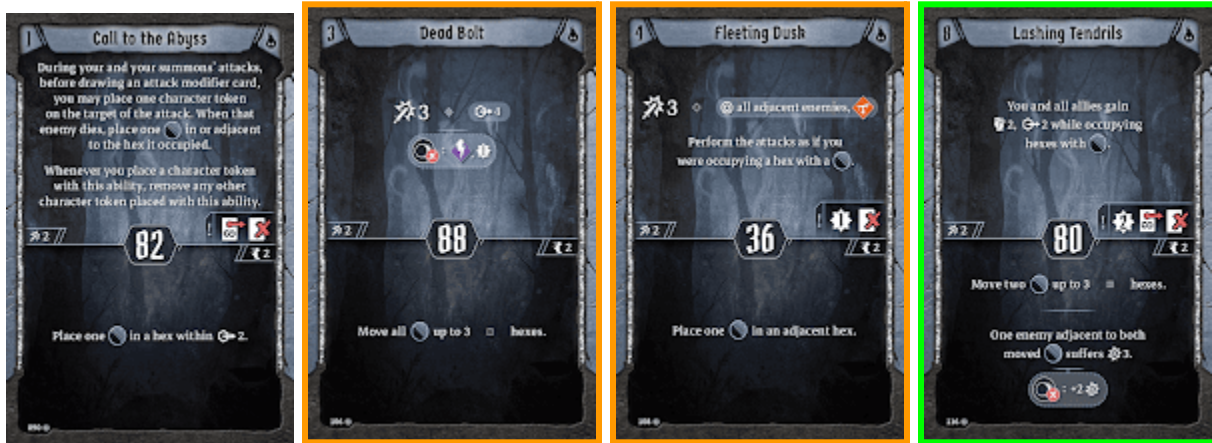 1
Call to the Abyss
During your and your summons' attacks,
before drawing an attack modifier card,
you may place one character token
on the target of the attack. When that
enemy dies, place one in or adjacent
to the hex it occupied.
Whenever you place a character token
with this ability, remove any other
character token placed with this ability.
2
82
2
Place one in a hex within 2.
3
Dead Bolt
3 4
:
2
88
2
Move all up to 3 hexes.
4
Fleeting Dusk
3 @ all adjacent enemies,
Perform the attacks as if you
were occupying a hex with a .
2
36
2
Place one in an adjacent hex.
8
Lashing Tendrils
You and all allies gain
2, 2 while occupying
hexes with .
2
80
2
2
Move two up to 3 hexes.
One enemy adjacent to both
moved suffers 3.
: +2